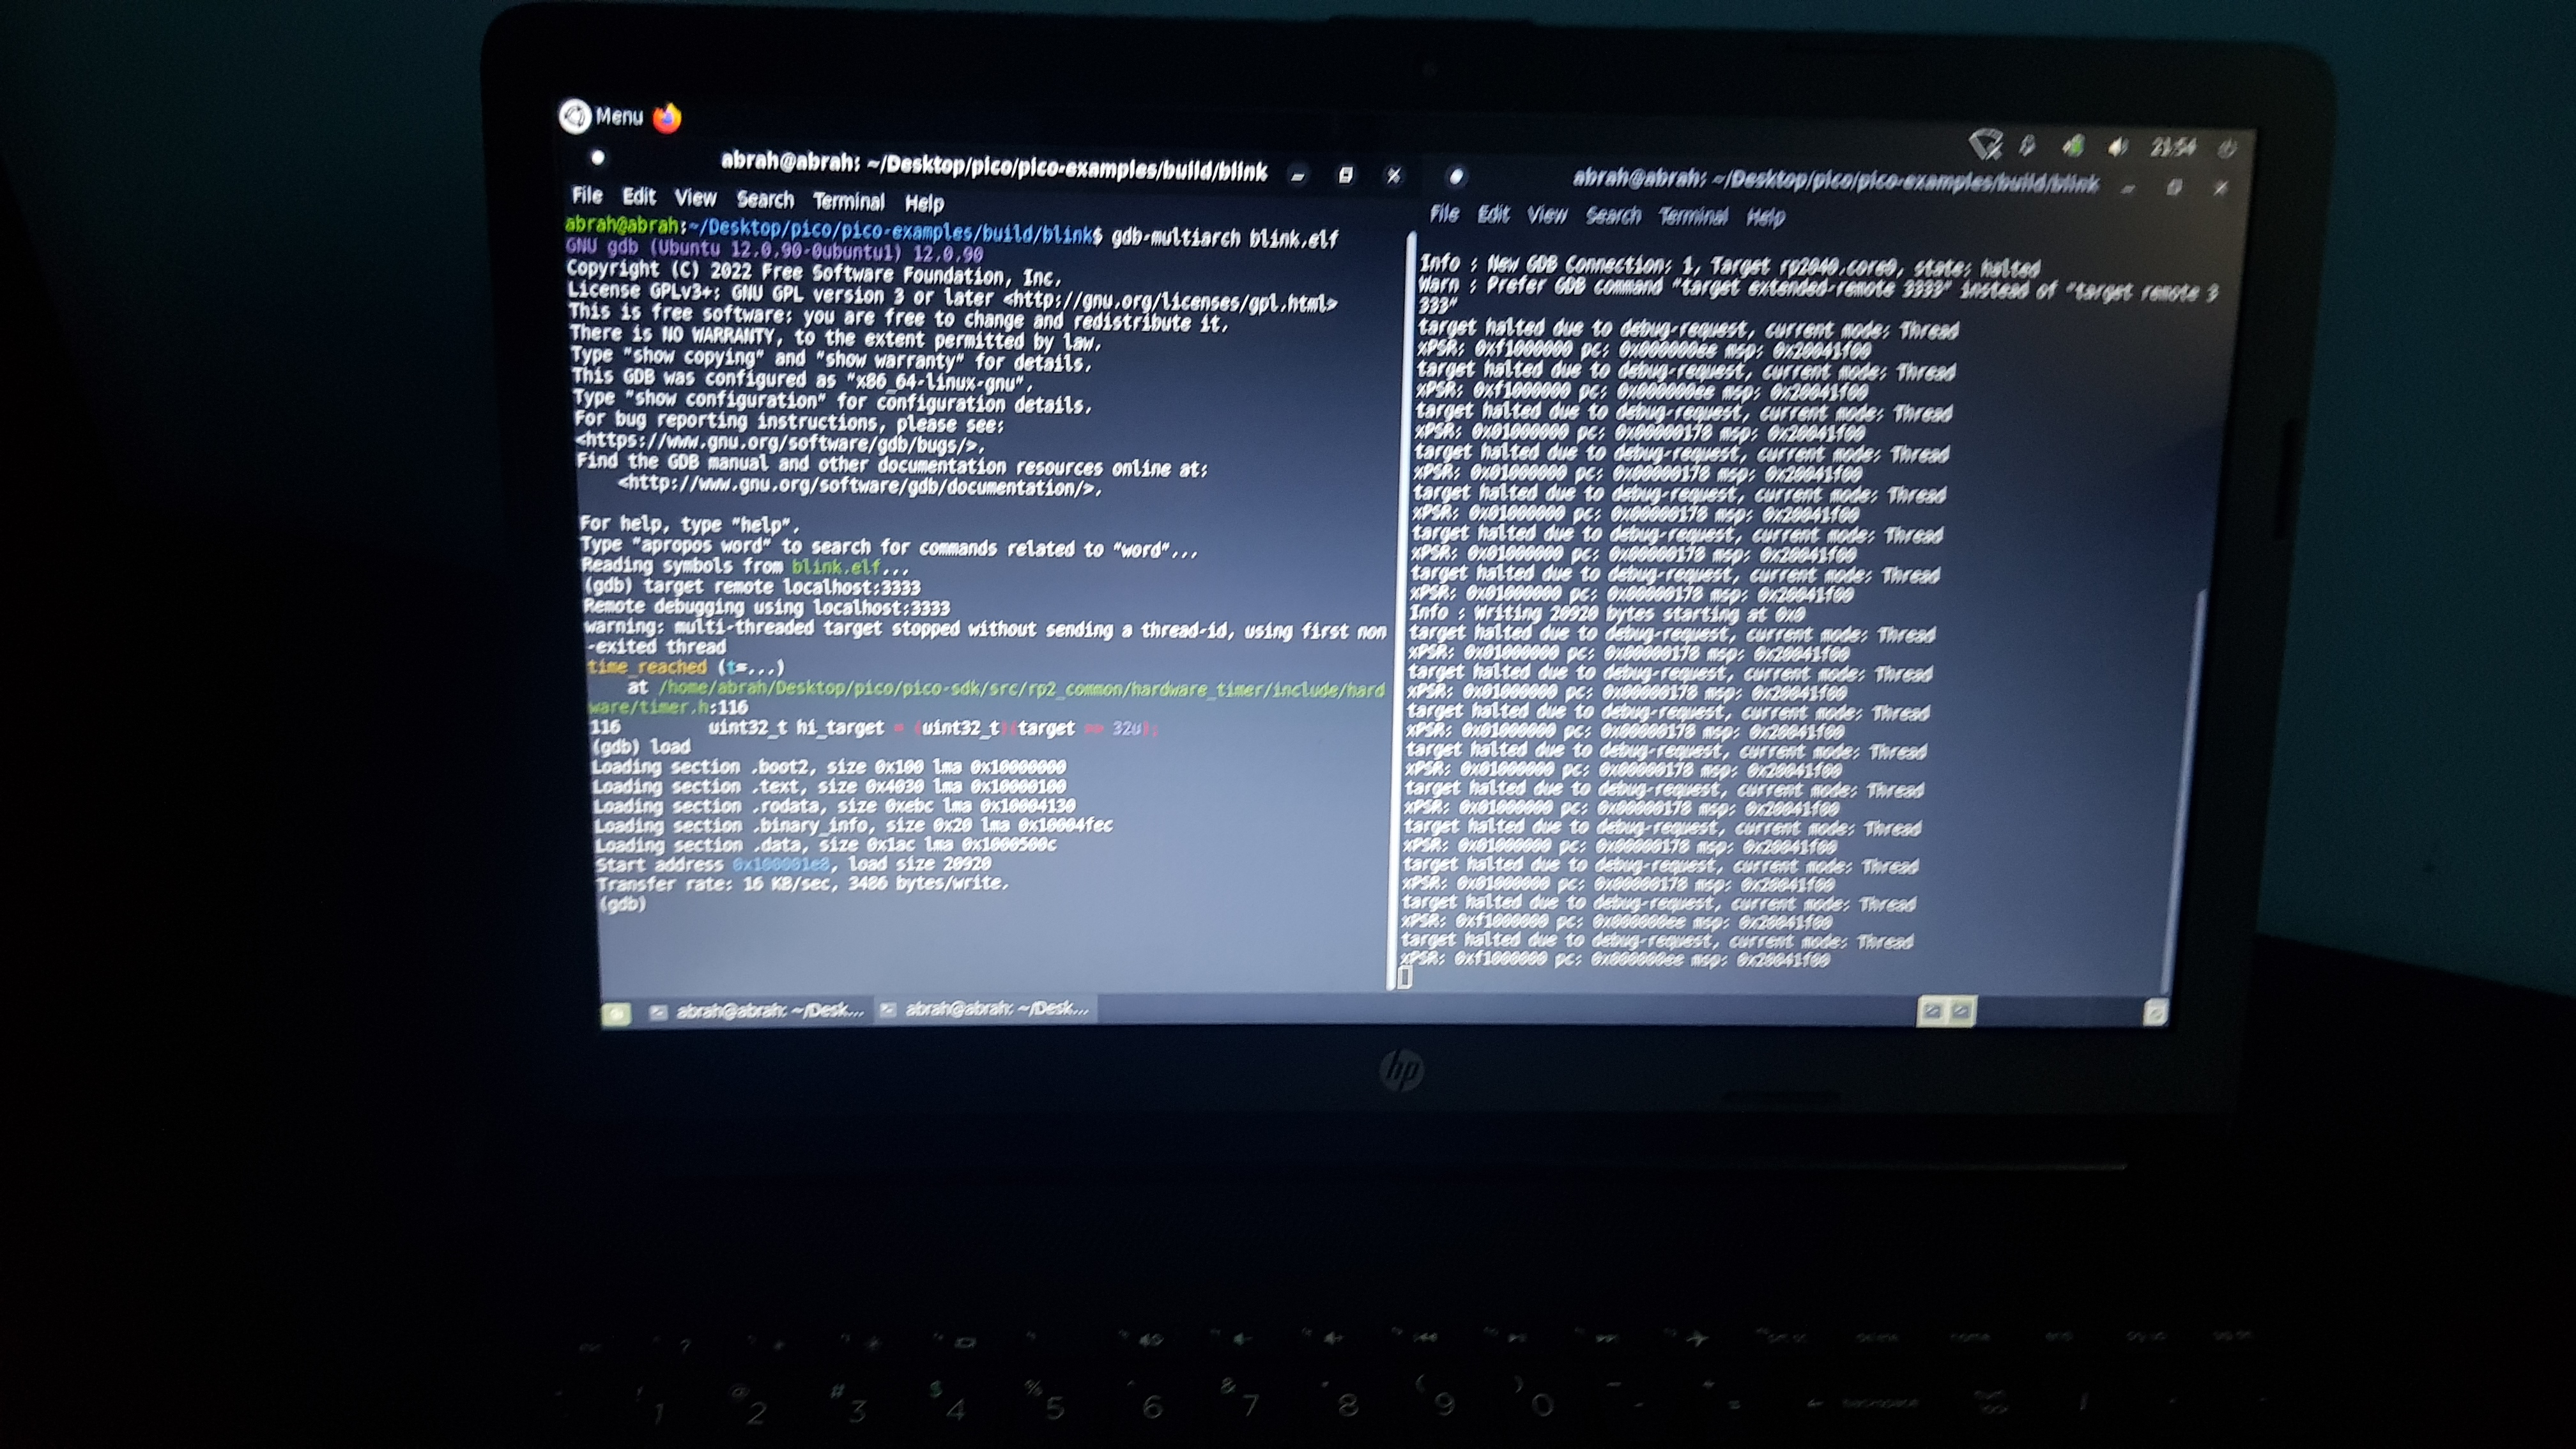 Menu
21:54
abrah@abrah: ~/Desktop/pico/pico-examples/build/blink
File Edit View Search Terminal Help
abrah@abrah:~/Desktop/pico/pico-examples/build/blink$ gdb-multiarch blink.elf
GNU gdb (Ubuntu 12.0.90-0ubuntu1) 12.0.90
Copyright (C) 2022 Free Software Foundation, Inc.
License GPLv3+: GNU GPL version 3 or later <http://gnu.org/licenses/gpl.html>
This is free software: you are free to change and redistribute it.
There is NO WARRANTY, to the extent permitted by law.
Type "show copying" and "show warranty" for details.
This GDB was configured as "x86_64-linux-gnu".
Type "show configuration" for configuration details.
For bug reporting instructions, please see:
<https://www.gnu.org/software/gdb/bugs/>.
Find the GDB manual and other documentation resources online at:
<http://www.gnu.org/software/gdb/documentation/>.
For help, type "help".
Type "apropos word" to search for commands related to "word"...
Reading symbols from blink.elf...
(gdb) target remote localhost:3333
Remote debugging using localhost:3333
warning: multi-threaded target stopped without sending a thread-id, using first non
-exited thread
time_reached (t=...)
at /home/abrah/Desktop/pico/pico-sdk/src/rp2_common/hardware_timer/include/hard
ware/timer.h:116
116 uint32_t hi_target = (uint32_t)(target >> 32u);
(gdb) load
Loading section .boot2, size 0x100 lma 0x10000000
Loading section .text, size 0x4030 lma 0x10000100
Loading section .rodata, size 0xebc lma 0x10004130
Loading section .binary_info, size 0x20 lma 0x10004fec
Loading section .data, size 0x1ac lma 0x1000500c
Start address 0x100001e8, load size 20920
Transfer rate: 16 KB/sec, 3486 bytes/write.
(gdb)
abrah@abrah: ~/Desktop/pico/pico-examples/build/blink
File Edit View Search Terminal Help
Info : New GDB Connection: 1, Target rp2040.core0, state: halted
Warn : Prefer GDB command "target extended-remote 3333" instead of "target remote 3
333"
target halted due to debug-request, current mode: Thread
xPSR: 0xf1000000 pc: 0x000000ee msp: 0x20041f00
target halted due to debug-request, current mode: Thread
xPSR: 0xf1000000 pc: 0x000000ee msp: 0x20041f00
target halted due to debug-request, current mode: Thread
xPSR: 0x01000000 pc: 0x00000178 msp: 0x20041f00
target halted due to debug-request, current mode: Thread
xPSR: 0x01000000 pc: 0x00000178 msp: 0x20041f00
target halted due to debug-request, current mode: Thread
xPSR: 0x01000000 pc: 0x00000178 msp: 0x20041f00
target halted due to debug-request, current mode: Thread
xPSR: 0x01000000 pc: 0x00000178 msp: 0x20041f00
target halted due to debug-request, current mode: Thread
xPSR: 0x01000000 pc: 0x00000178 msp: 0x20041f00
Info : Writing 20920 bytes starting at 0x0
target halted due to debug-request, current mode: Thread
xPSR: 0x01000000 pc: 0x00000178 msp: 0x20041f00
target halted due to debug-request, current mode: Thread
xPSR: 0x01000000 pc: 0x00000178 msp: 0x20041f00
target halted due to debug-request, current mode: Thread
xPSR: 0x01000000 pc: 0x00000178 msp: 0x20041f00
target halted due to debug-request, current mode: Thread
xPSR: 0x01000000 pc: 0x00000178 msp: 0x20041f00
target halted due to debug-request, current mode: Thread
xPSR: 0x01000000 pc: 0x00000178 msp: 0x20041f00
target halted due to debug-request, current mode: Thread
xPSR: 0x01000000 pc: 0x00000178 msp: 0x20041f00
target halted due to debug-request, current mode: Thread
xPSR: 0x01000000 pc: 0x00000178 msp: 0x20041f00
target halted due to debug-request, current mode: Thread
xPSR: 0xf1000000 pc: 0x000000ee msp: 0x20041f00
target halted due to debug-request, current mode: Thread
xPSR: 0xf1000000 pc: 0x000000ee msp: 0x20041f00
abrah@abrah: ~/Desk... abrah@abrah: ~/Desk...
hp
esc ? delete home end
! 1 @ 2 # 3 $ 4 % 5 ^ 6 & 7 * 8 ( 9 ) 0 - + = backspace